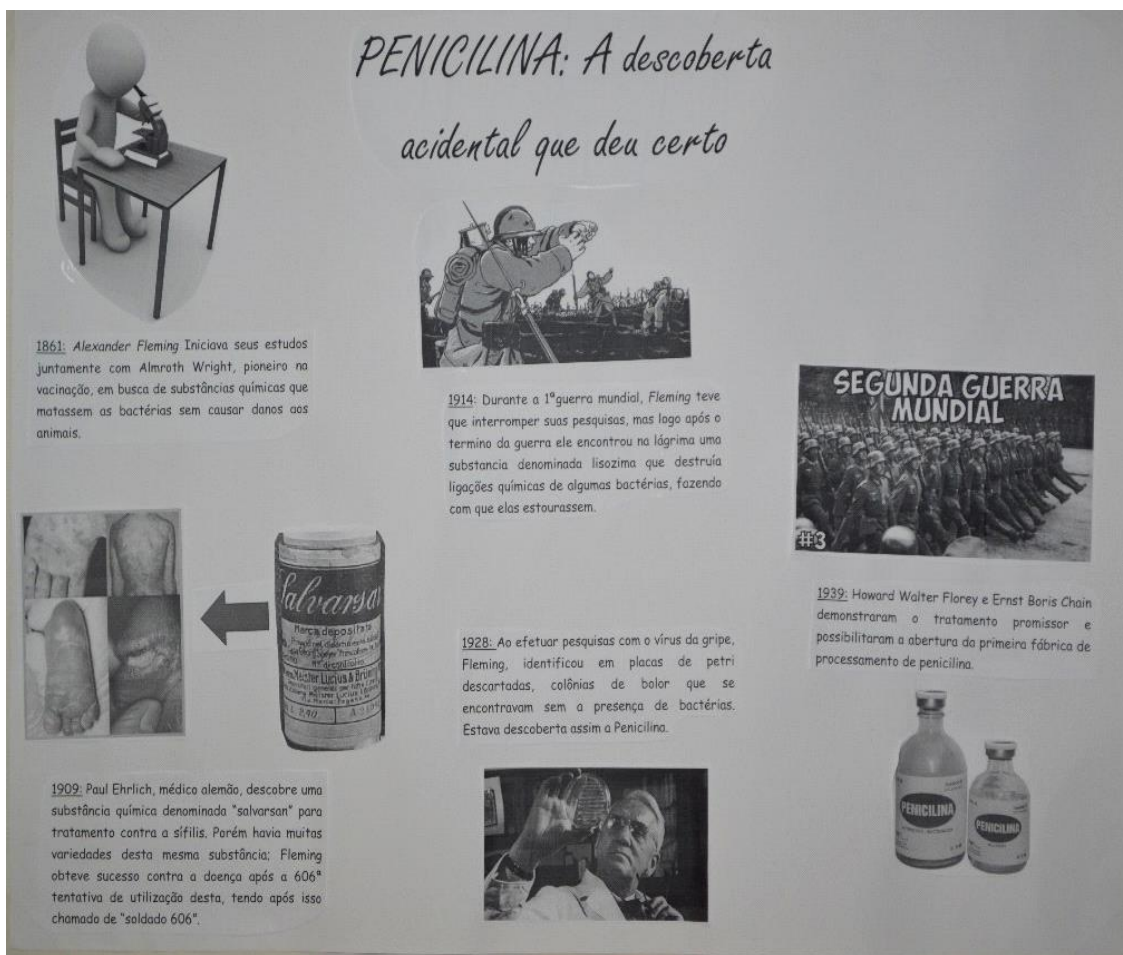 PENICILINA: A descoberta
acidental que deu certo
1861: Alexander Fleming Iniciava seus estudos
juntamente com Almroth Wright, pioneiro na
vacinação, em busca de substâncias químicas que
matassem as bactérias sem causar danos aos
animais.
1914: Durante a 1ªguerra mundial, Fleming teve
que interromper suas pesquisas, mas logo após o
termino da guerra ele encontrou na lágrima uma
substancia denominada lisozima que destruía
ligações químicas de algumas bactérias, fazendo
com que elas estourassem.
SEGUNDA GUERRA
MUNDIAL
#3
1939: Howard Walter Florey e Ernst Boris Chain
demonstraram o tratamento promissor e
possibilitaram a abertura da primeira fábrica de
processamento de penicilina.
Salvarsan
Marca depositata
Meister Lucius &
1928: Ao efetuar pesquisas com o vírus da gripe,
Fleming, identificou em placas de petri
descartadas, colônias de bolor que se
encontravam sem a presença de bactérias.
Estava descoberta assim a Penicilina.
PENICILINA
PENICILINA
1909: Paul Ehrlich, médico alemão, descobre uma
substância química denominada "salvarsan" para
tratamento contra a sífilis. Porém havia muitas
variedades desta mesma substância; Fleming
obteve sucesso contra a doença após a 606ª
tentativa de utilização desta, tendo após isso
chamado de "soldado 606".